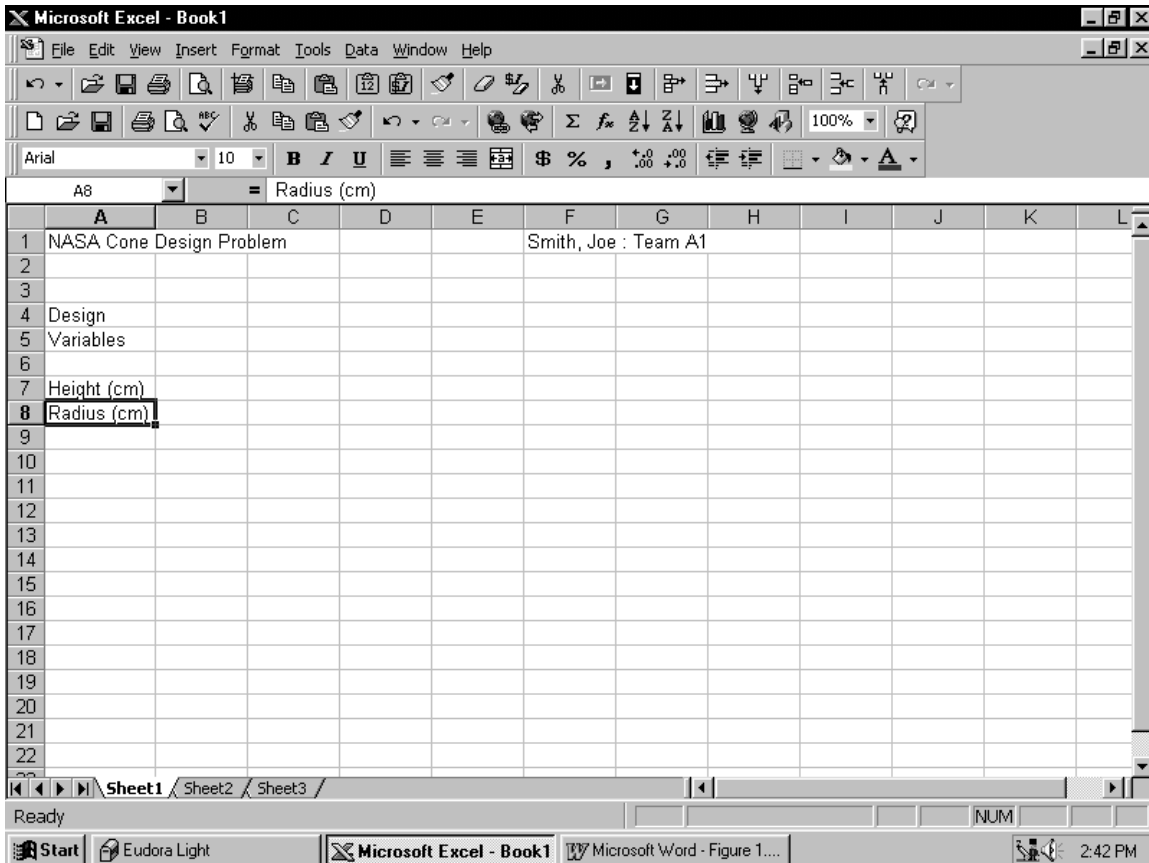 Microsoft Excel - Book1
File Edit View Insert Format Tools Data Window Help
100%
Arial 10 B I U $ % ,
A8 = Radius (cm)
A B C D E F G H I J K L
1 NASA Cone Design Problem Smith, Joe : Team A1
2
3
4 Design
5 Variables
6
7 Height (cm)
8 Radius (cm)
9
10
11
12
13
14
15
16
17
18
19
20
21
22
Sheet1 Sheet2 Sheet3
Ready NUM
Start Eudora Light Microsoft Excel - Book1 Microsoft Word - Figure 1.... 2:42 PM